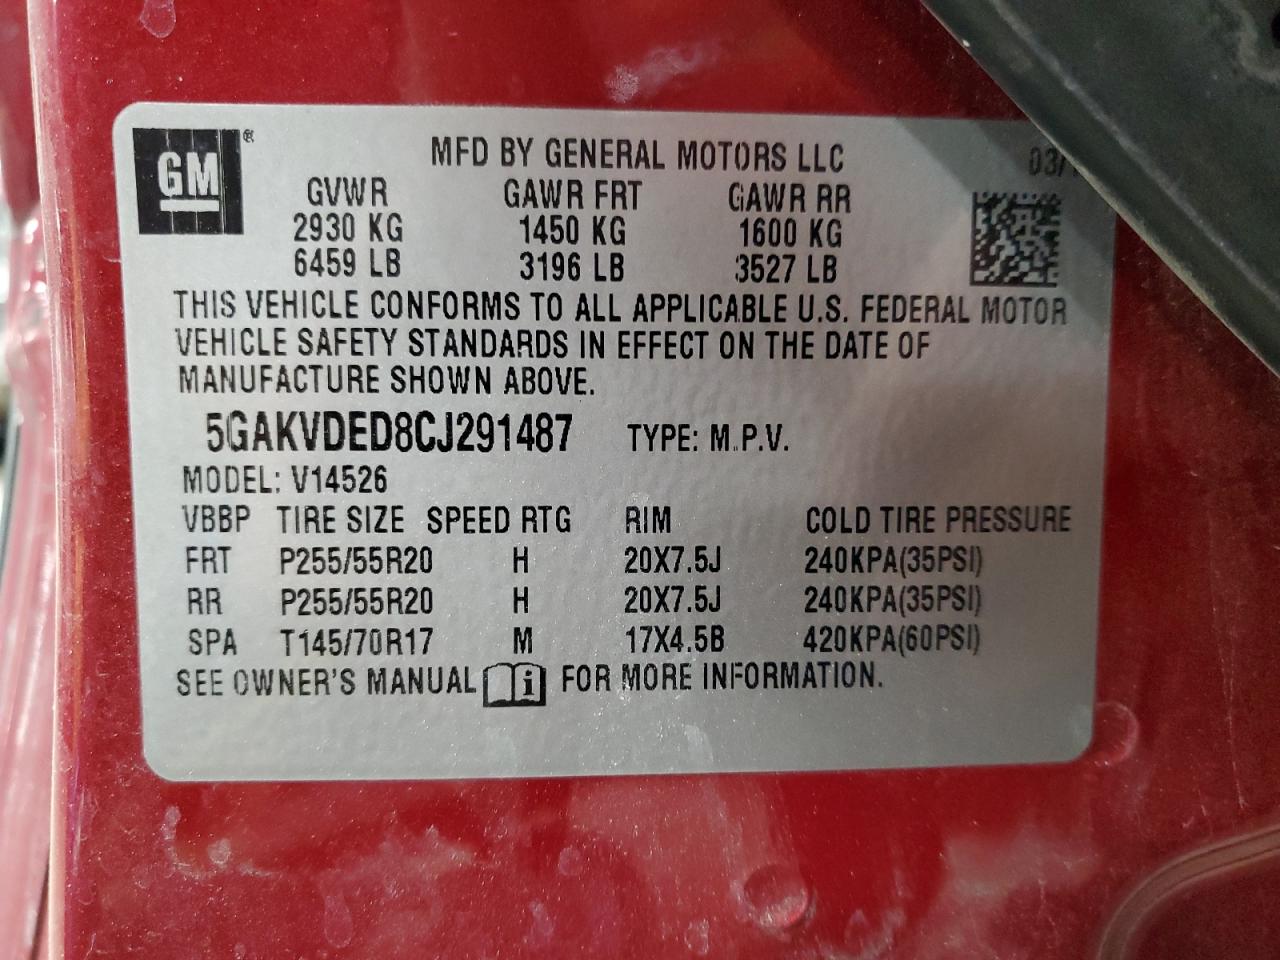 GM®
MFD BY GENERAL MOTORS LLC
GVWR GAWR FRT GAWR RR
2930 KG 1450 KG 1600 KG
6459 LB 3196 LB 3527 LB
THIS VEHICLE CONFORMS TO ALL APPLICABLE U.S. FEDERAL MOTOR
VEHICLE SAFETY STANDARDS IN EFFECT ON THE DATE OF
MANUFACTURE SHOWN ABOVE.
5GAKVDED8CJ291487 TYPE: M.P.V.
MODEL: V14526
VBBP TIRE SIZE SPEED RTG RIM COLD TIRE PRESSURE
FRT P255/55R20 H 20X7.5J 240KPA(35PSI)
RR P255/55R20 H 20X7.5J 240KPA(35PSI)
SPA T145/70R17 M 17X4.5B 420KPA(60PSI)
SEE OWNER'S MANUAL i FOR MORE INFORMATION.